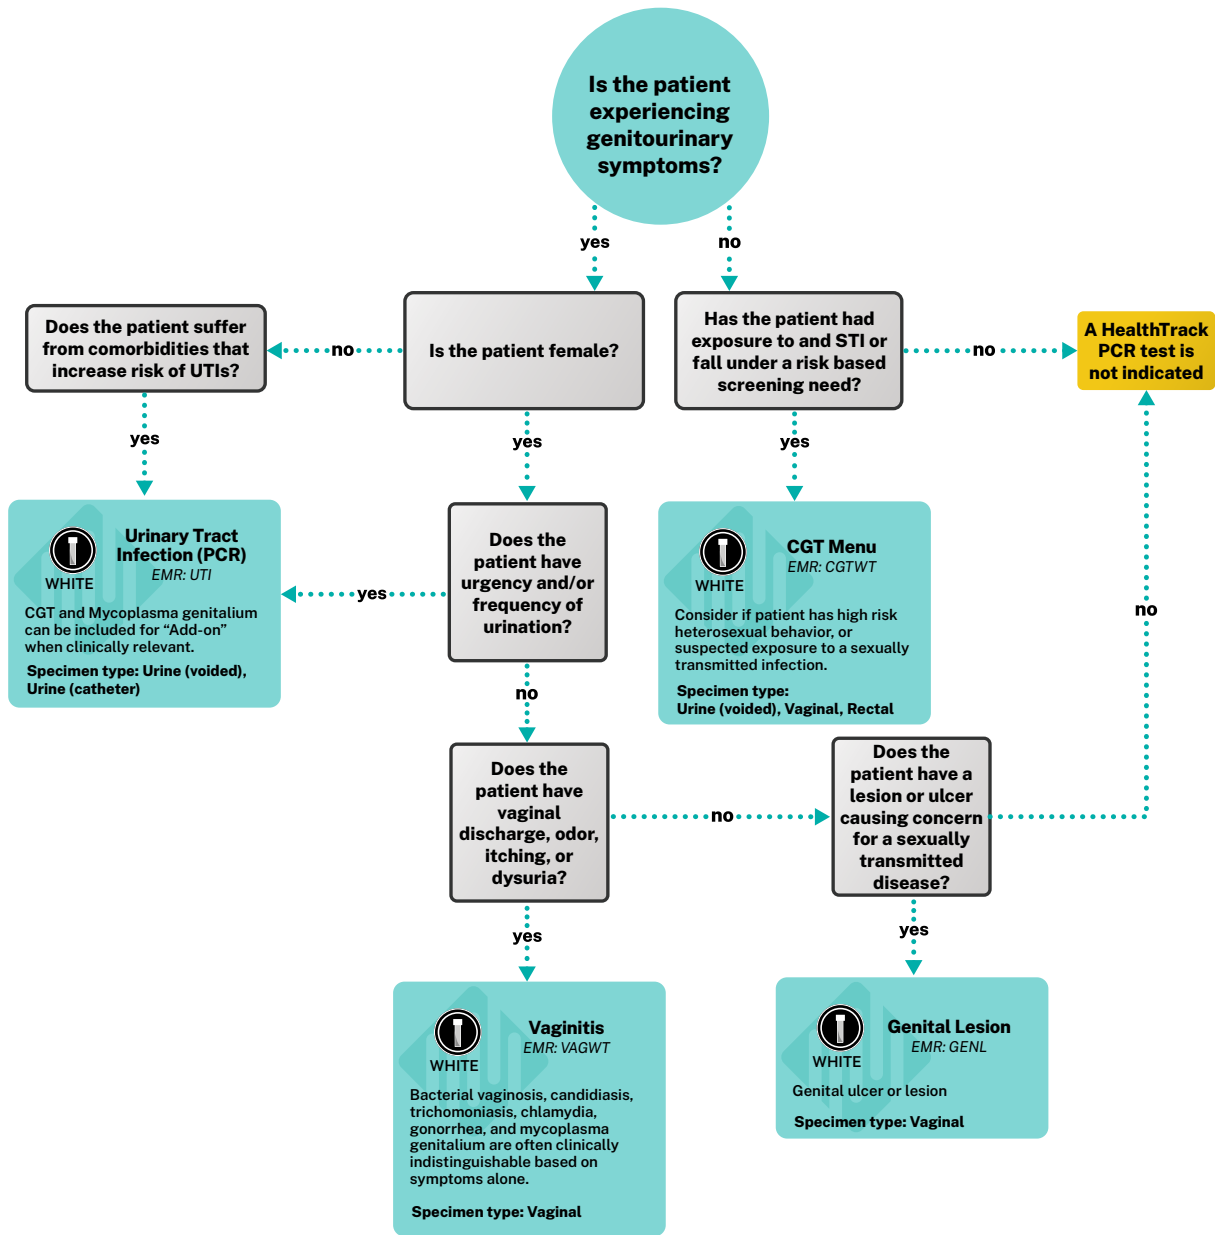 Is the patient
experiencing
genitourinary
symptoms?
yes
no
Does the patient suffer
from comorbidities that
increase risk of UTIs?
no
Is the patient female?
Has the patient had
exposure to and STI or
fall under a risk based
screening need?
no
A HealthTrack
PCR test is
not indicated
yes
yes
yes
WHITE
Urinary Tract
Infection (PCR)
EMR: UTI
CGT and Mycoplasma genitalium
can be included for “Add-on”
when clinically relevant.
Specimen type: Urine (voided),
Urine (catheter)
yes
Does the
patient have
urgency and/or
frequency of
urination?
WHITE
CGT Menu
EMR: CGTWT
Consider if patient has high risk
heterosexual behavior, or
suspected exposure to a sexually
transmitted infection.
Specimen type:
Urine (voided), Vaginal, Rectal
no
no
Does the
patient have
vaginal
discharge, odor,
itching, or
dysuria?
no
Does the
patient have a
lesion or ulcer
causing concern
for a sexually
transmitted
disease?
yes
yes
WHITE
Vaginitis
EMR: VAGWT
Bacterial vaginosis, candidiasis,
trichomoniasis, chlamydia,
gonorrhea, and mycoplasma
genitalium are often clinically
indistinguishable based on
symptoms alone.
Specimen type: Vaginal
WHITE
Genital Lesion
EMR: GENL
Genital ulcer or lesion
Specimen type: Vaginal